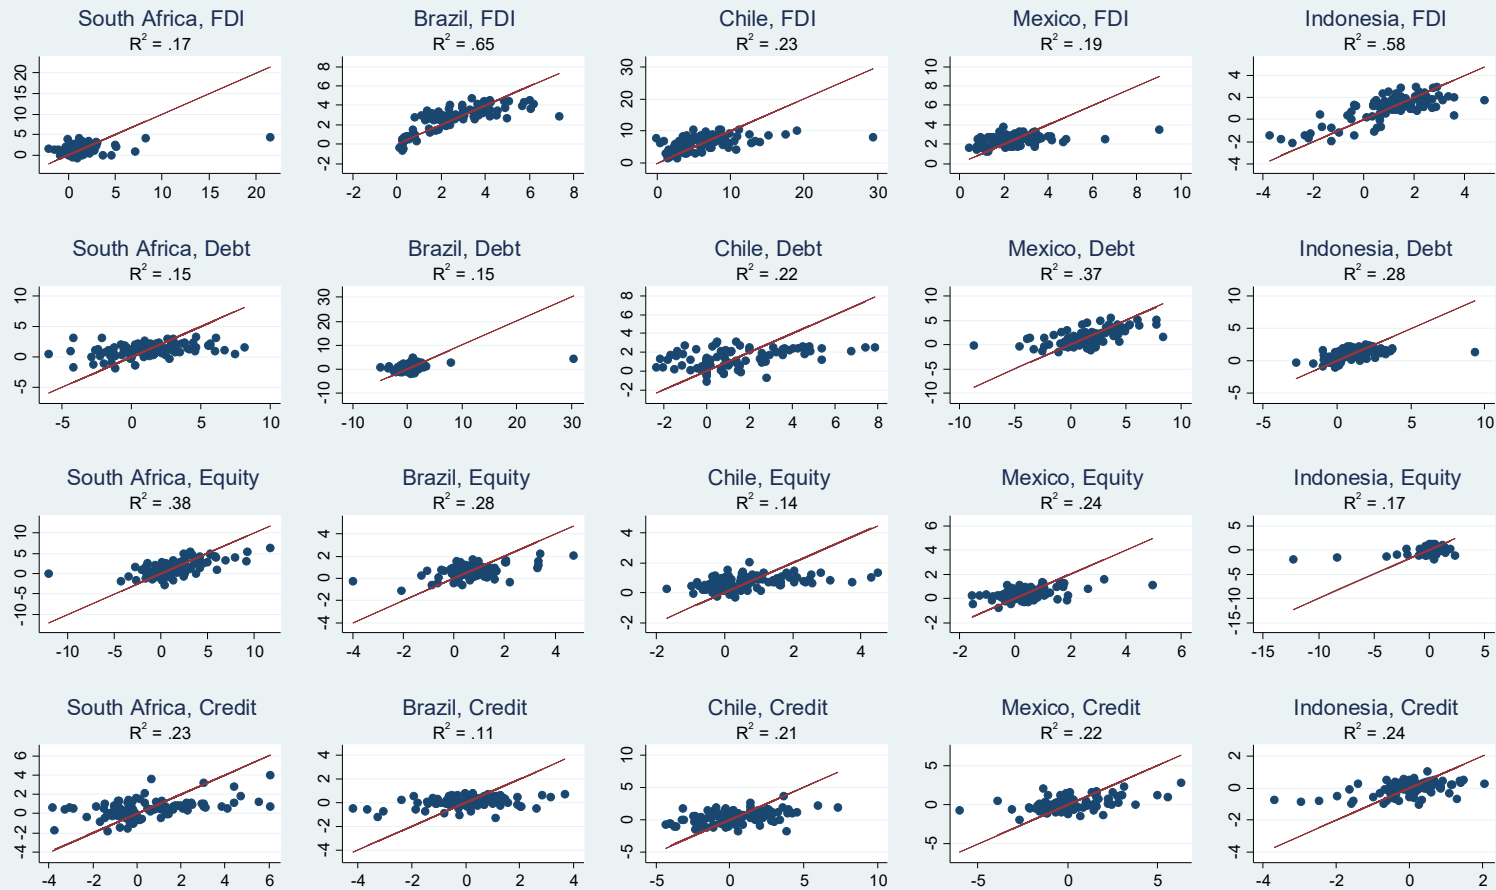 South Africa, FDI
R² = .17
20
15
10
5
0
0 5 10 15 20
Brazil, FDI
R² = .65
8
6
4
2
0
-2
-2 0 2 4 6 8
Chile, FDI
R² = .23
30
20
10
0
0 10 20 30
Mexico, FDI
R² = .19
10
8
6
4
2
0
0 2 4 6 8 10
Indonesia, FDI
R² = .58
4
2
0
-2
-4
-4 -2 0 2 4
South Africa, Debt
R² = .15
10
5
0
-5
-5 0 5 10
Brazil, Debt
R² = .15
30
20
10
0
-10
-10 0 10 20 30
Chile, Debt
R² = .22
8
6
4
2
0
-2
-2 0 2 4 6 8
Mexico, Debt
R² = .37
10
5
0
-5
-10
-10 -5 0 5 10
Indonesia, Debt
R² = .28
10
5
0
-5
-5 0 5 10
South Africa, Equity
R² = .38
10
5
0
-5
-10
-10 -5 0 5 10
Brazil, Equity
R² = .28
4
2
0
-2
-4
-4 -2 0 2 4
Chile, Equity
R² = .14
4
2
0
-2
-2 0 2 4
Mexico, Equity
R² = .24
6
4
2
0
-2
-2 0 2 4 6
Indonesia, Equity
R² = .17
5
0
-5
-10
-15
-15 -10 -5 0 5
South Africa, Credit
R² = .23
6
4
2
0
-2
-4
-4 -2 0 2 4 6
Brazil, Credit
R² = .11
4
2
0
-2
-4
-4 -2 0 2 4
Chile, Credit
R² = .21
10
5
0
-5
-5 0 5 10
Mexico, Credit
R² = .22
5
0
-5
-5 0 5
Indonesia, Credit
R² = .24
2
0
-2
-4
-4 -2 0 2